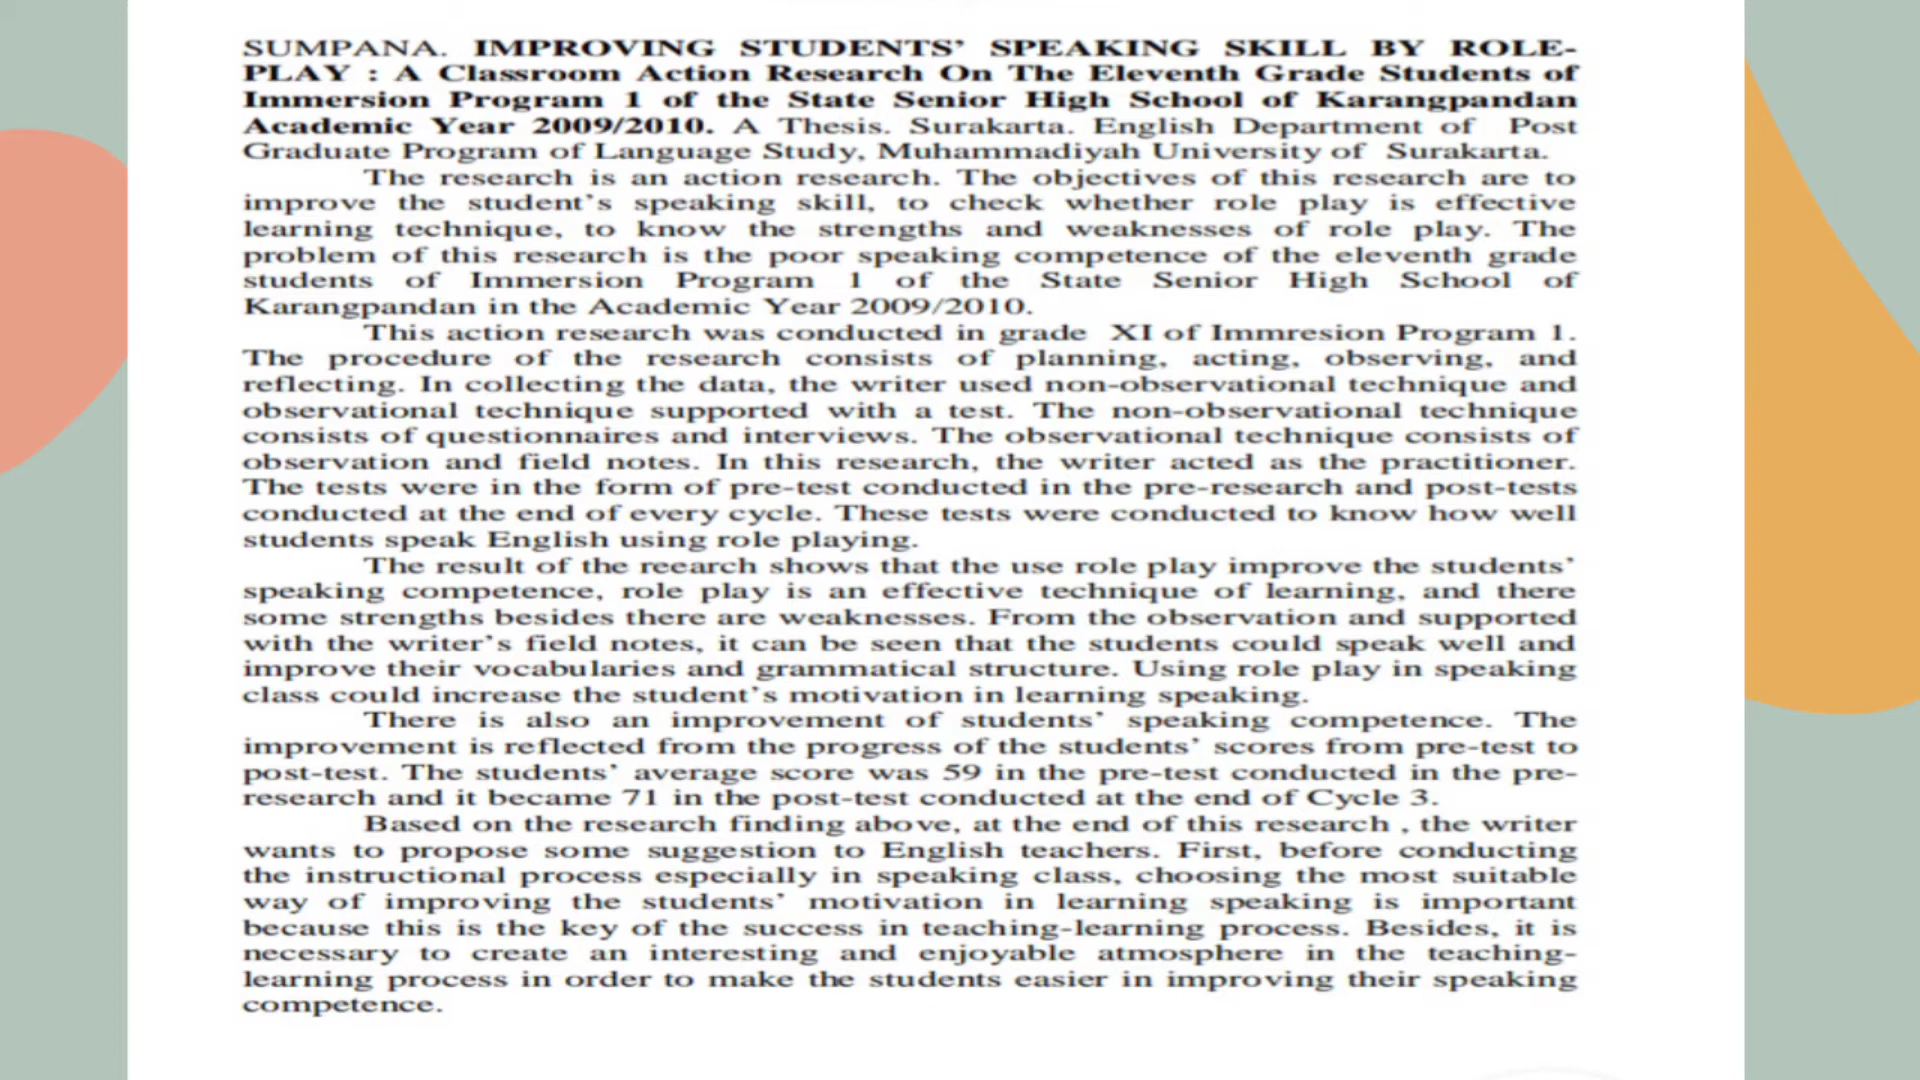 SUMPANA. IMPROVING STUDENTS' SPEAKING SKILL BY ROLE-
PLAY : A Classroom Action Research On The Eleventh Grade Students of
Immersion Program 1 of the State Senior High School of Karangpandan
Academic Year 2009/2010. A Thesis. Surakarta. English Department of Post
Graduate Program of Language Study, Muhammadiyah University of Surakarta.
The research is an action research. The objectives of this research are to
improve the student's speaking skill, to check whether role play is effective
learning technique, to know the strengths and weaknesses of role play. The
problem of this research is the poor speaking competence of the eleventh grade
students of Immersion Program 1 of the State Senior High School of
Karangpandan in the Academic Year 2009/2010.
This action research was conducted in grade XI of Immresion Program 1.
The procedure of the research consists of planning, acting, observing, and
reflecting. In collecting the data, the writer used non-observational technique and
observational technique supported with a test. The non-observational technique
consists of questionnaires and interviews. The observational technique consists of
observation and field notes. In this research, the writer acted as the practitioner.
The tests were in the form of pre-test conducted in the pre-research and post-tests
conducted at the end of every cycle. These tests were conducted to know how well
students speak English using role playing.
The result of the reearch shows that the use role play improve the students'
speaking competence, role play is an effective technique of learning, and there
some strengths besides there are weaknesses. From the observation and supported
with the writer's field notes, it can be seen that the students could speak well and
improve their vocabularies and grammatical structure. Using role play in speaking
class could increase the student's motivation in learning speaking.
There is also an improvement of students' speaking competence. The
improvement is reflected from the progress of the students' scores from pre-test to
post-test. The students' average score was 59 in the pre-test conducted in the pre-
research and it became 71 in the post-test conducted at the end of Cycle 3.
Based on the research finding above, at the end of this research , the writer
wants to propose some suggestion to English teachers. First, before conducting
the instructional process especially in speaking class, choosing the most suitable
way of improving the students' motivation in learning speaking is important
because this is the key of the success in teaching-learning process. Besides, it is
necessary to create an interesting and enjoyable atmosphere in the teaching-
learning process in order to make the students easier in improving their speaking
competence.